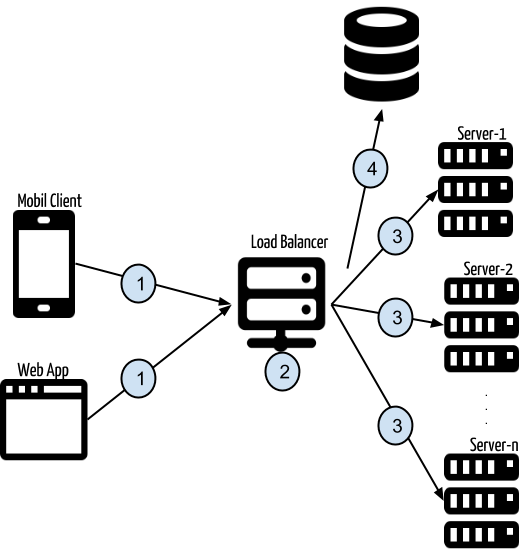 Server-1
4
Mobil Client
3
Load Balancer
Server-2
1
3
2
Web App
1
3
Server-n